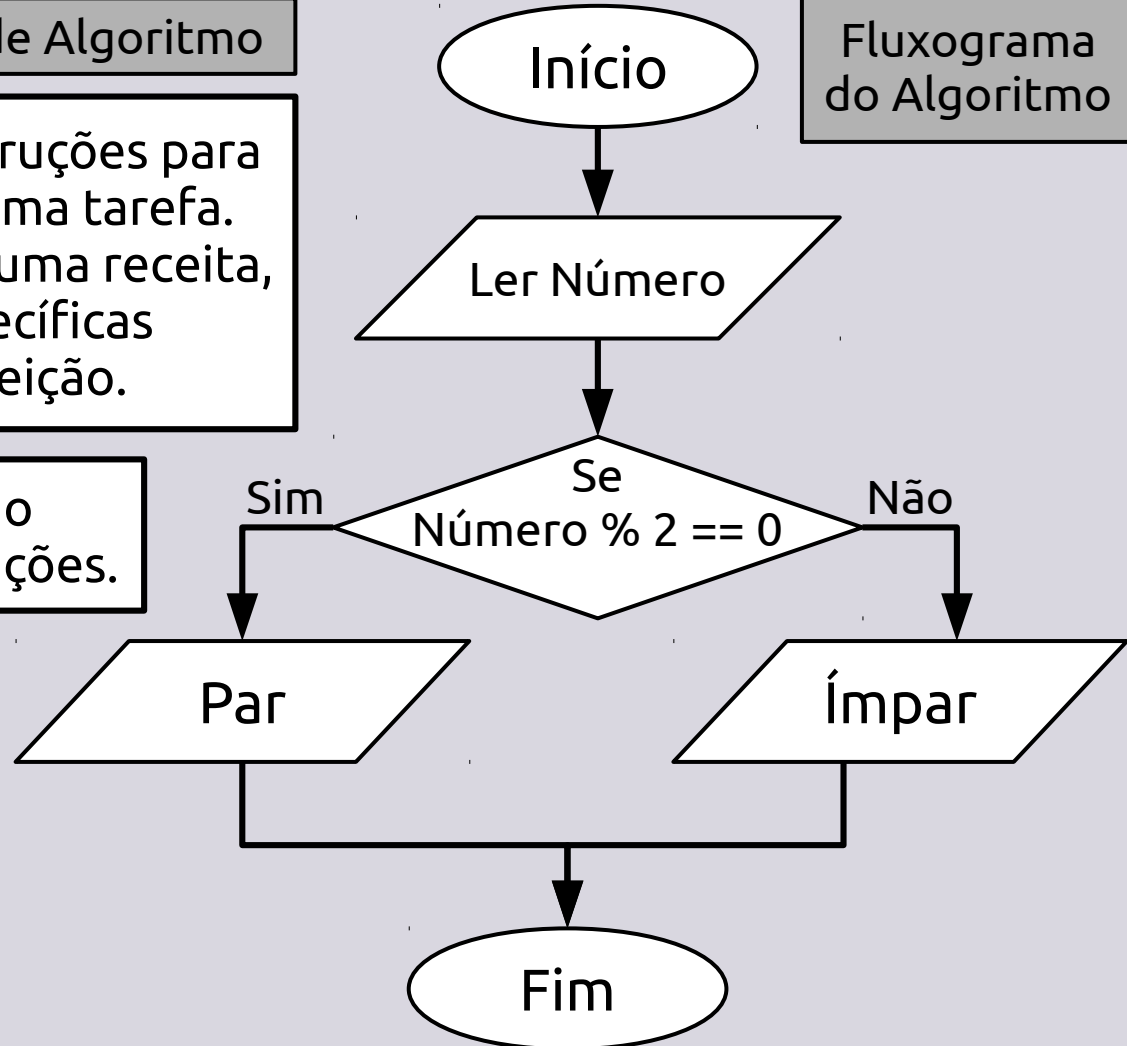 de Algoritmo
ruções para
ma tarefa.
uma receita,
ecíficas
eição.
o
ções.
Fluxograma
do Algoritmo
Início
Ler Número
Se
Número % 2 == 0
Sim
Não
Par
Ímpar
Fim